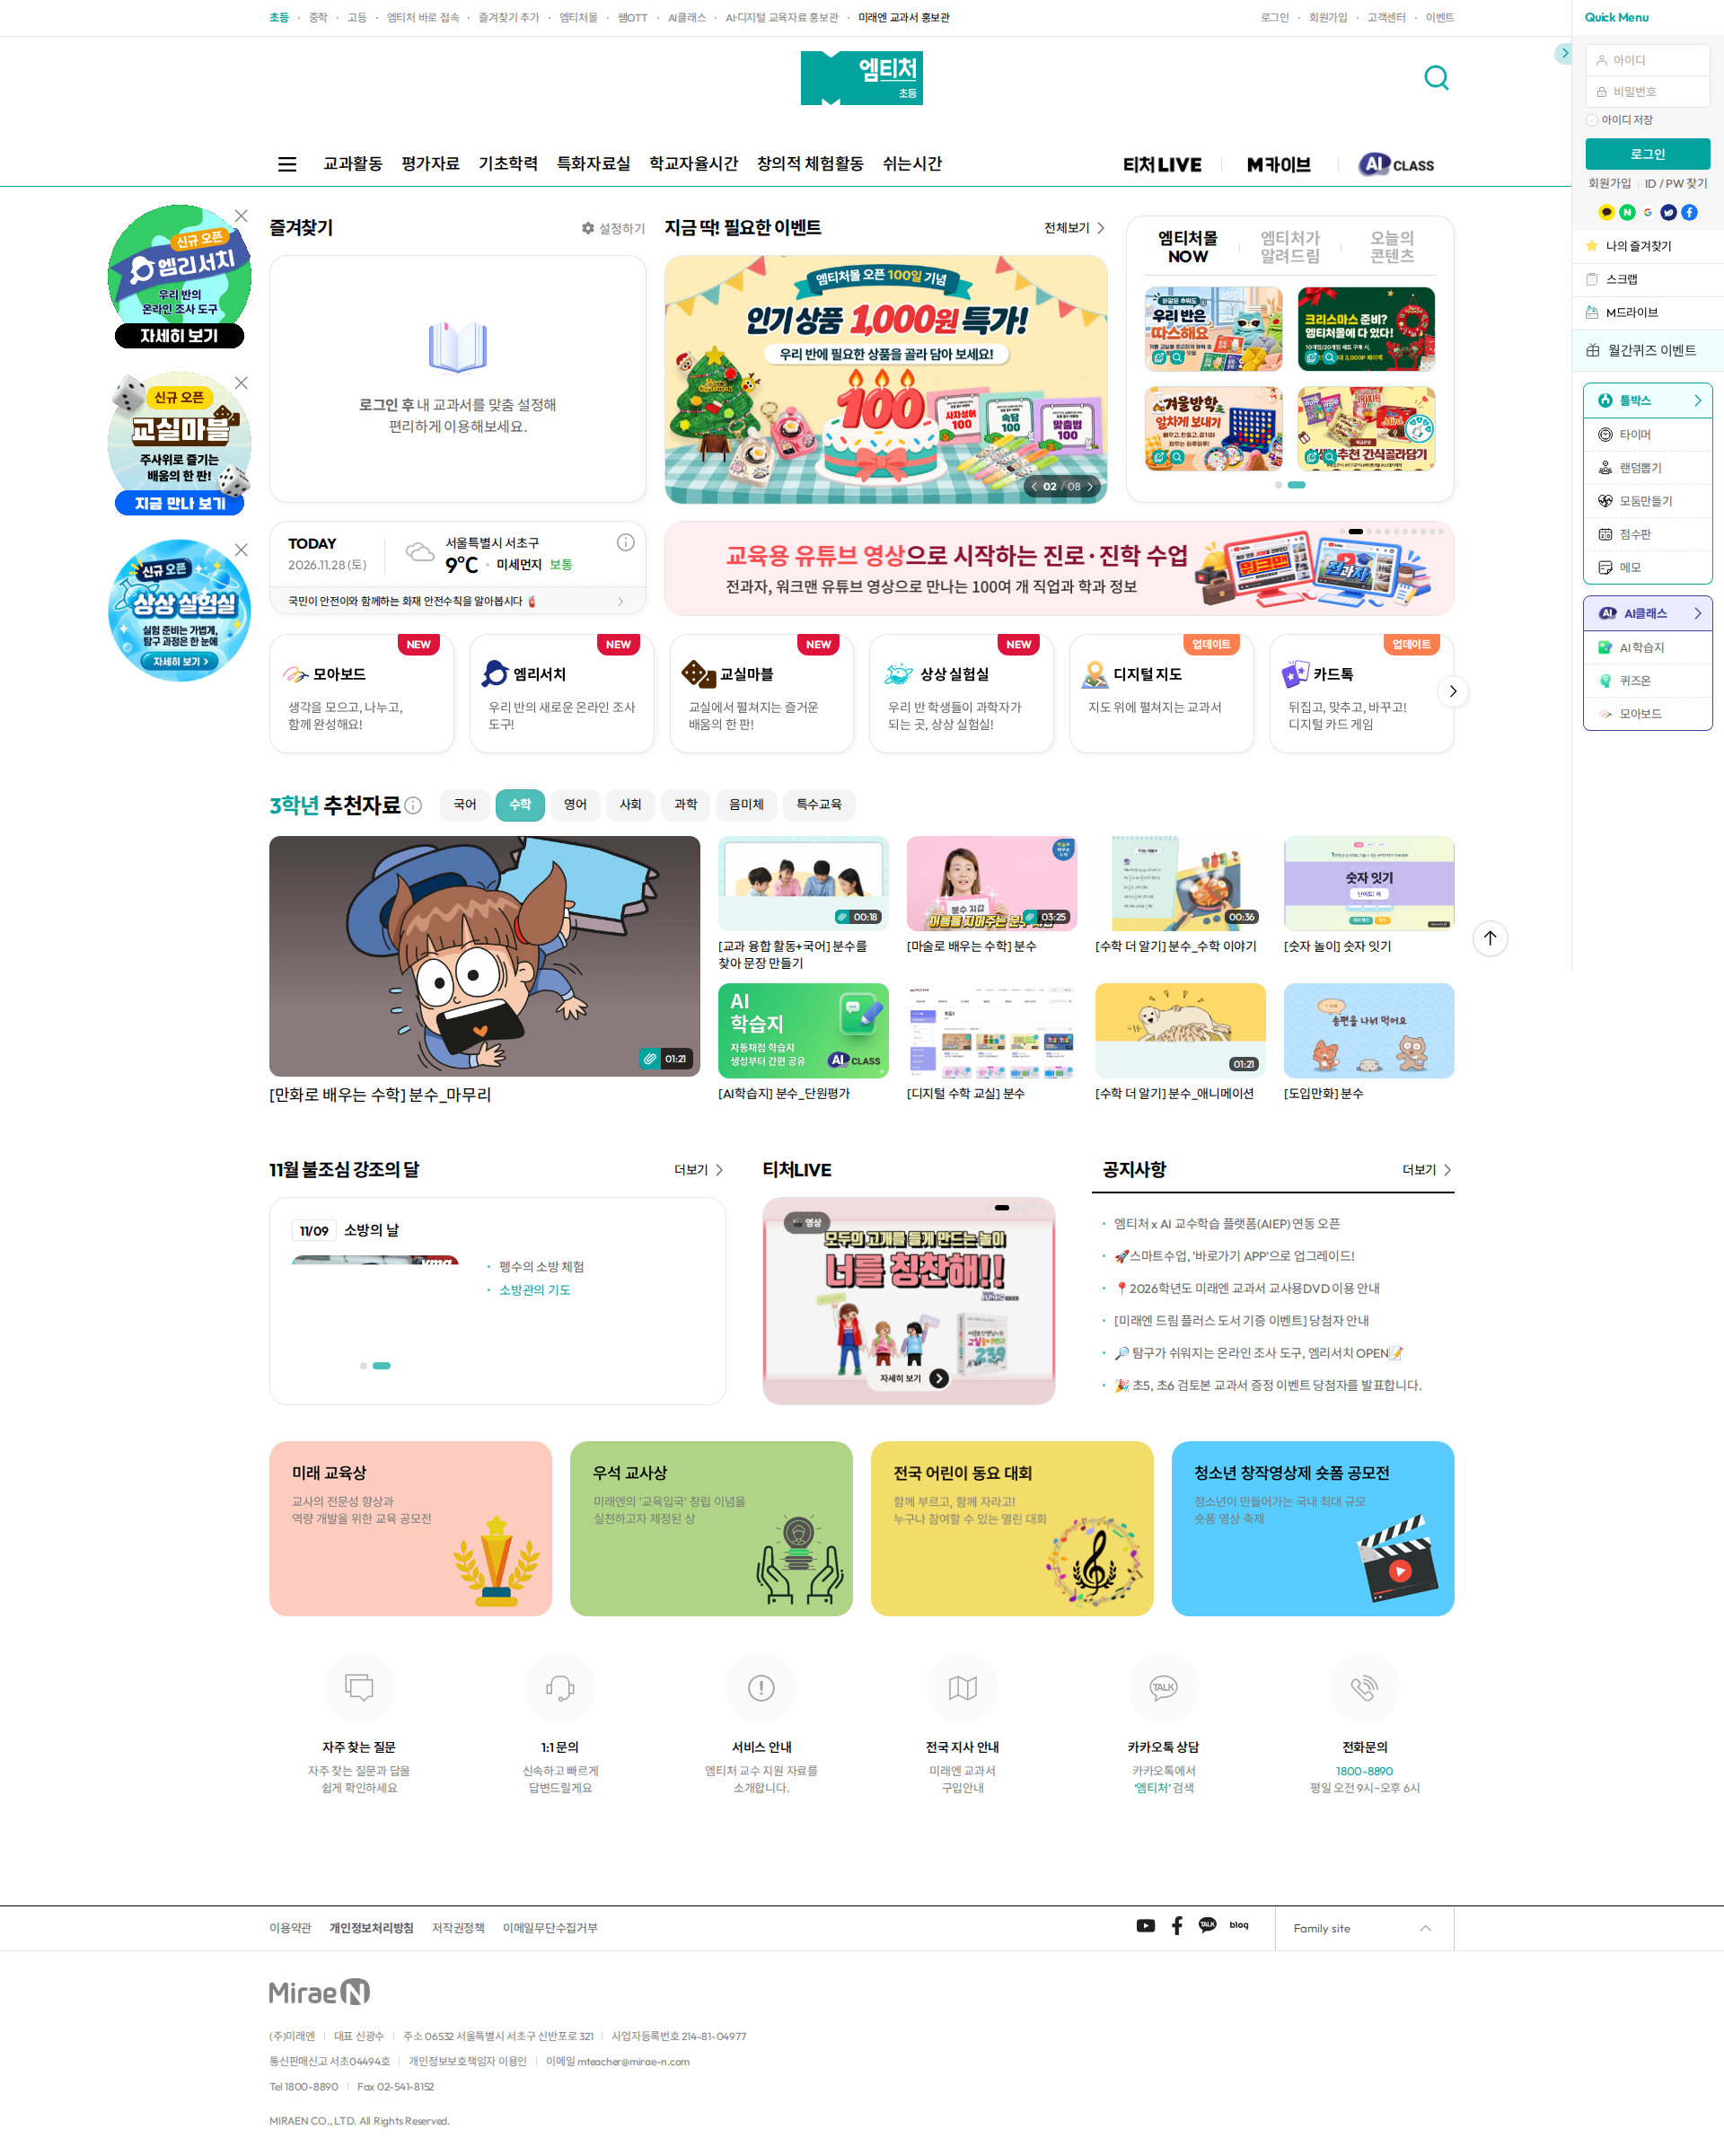 초등 · 중학 · 고등 · 엠티처 바로 접속 · 즐겨찾기 추가 · 엠티처몰 · 쌤OTT · AI클래스 · AI·디지털 교육자료 홍보관 · 미래엔 교과서 홍보관
로그인 · 회원가입 · 고객센터 · 이벤트
엠티처
초등
교과활동 평가자료 기초학력 특화자료실 학교자율시간 창의적 체험활동 쉬는시간
티처LIVE M카이브 AI CLASS
Quick Menu
아이디
비밀번호
아이디 저장
로그인
회원가입 ID / PW 찾기
나의 즐겨찾기
스크랩
M드라이브
월간퀴즈 이벤트
툴박스
타이머
랜덤뽑기
모둠만들기
점수판
메모
AI클래스
AI 학습지
퀴즈온
모아보드
신규 오픈
엠리서치
우리 반의
온라인 조사 도구
자세히 보기
신규 오픈
교실마블
주사위로 즐기는
배움의 한 판!
지금 만나 보기
신규 오픈
상상 실험실
실험 준비는 가볍게,
탐구 과정은 한 눈에
자세히 보기
즐겨찾기
설정하기
로그인 후 내 교과서를 맞춤 설정해
편리하게 이용해보세요.
지금 딱! 필요한 이벤트
전체보기
엠티처몰 오픈 100일 기념
인기상품 1,000원 특가!
우리 반에 필요한 상품을 골라 담아 보세요!
100
사자성어
100
속담
100
맞춤법
100
02 / 08
엠티처몰
NOW
엠티처가
알려드림
오늘의
콘텐츠
우리 반은
따스해요
크리스마스 준비?
엠티처몰에 다 있다!
겨울방학
알차게 보내기
추천 간식 골라담기
TODAY
2026.11.28 (토)
서울특별시 서초구
9℃ 미세먼지 보통
국민이 안전이와 함께하는 화재 안전수칙을 알아봅시다 🧯
교육용 유튜브 영상으로 시작하는 진로·진학 수업
전과자, 워크맨 유튜브 영상으로 만나는 100여 개 직업과 학과 정보
워크맨
전과자
NEW
모아보드
생각을 모으고, 나누고,
함께 완성해요!
NEW
엠리서치
우리 반의 새로운 온라인 조사
도구!
NEW
교실마블
교실에서 펼쳐지는 즐거운
배움의 한 판!
NEW
상상 실험실
우리 반 학생들이 과학자가
되는 곳, 상상 실험실!
업데이트
디지털 지도
지도 위에 펼쳐지는 교과서
업데이트
카드톡
뒤집고, 맞추고, 바꾸고!
디지털 카드 게임
3학년 추천자료
국어 수학 영어 사회 과학 음미체 특수교육
01:21
[만화로 배우는 수학] 분수_마무리
00:18
[교과 융합 활동+국어] 분수를
찾아 문장 만들기
분수 지갑
03:25
[마술로 배우는 수학] 분수
00:36
[수학 더 알기] 분수_수학 이야기
숫자 잇기
[숫자 놀이] 숫자 잇기
AI
학습지
자동채점 학습지
생성부터 간편 공유
AI CLASS
[AI학습지] 분수_단원평가
[디지털 수학 교실] 분수
01:21
[수학 더 알기] 분수_애니메이션
송편을 나눠 먹어요
[도입만화] 분수
11월 불조심 강조의 달
더보기
11/09 소방의 날
펭수의 소방 체험
소방관의 기도
티처LIVE
영상
모두의 고개를 들게 만드는 놀이
너를 칭찬해!!
자세히 보기
공지사항
더보기
엠티처 x AI 교수학습 플랫폼(AIEP) 연동 오픈
🚀스마트수업, '바로가기 APP'으로 업그레이드!
📍2026학년도 미래엔 교과서 교사용DVD 이용 안내
[미래엔 드림 플러스 도서 기증 이벤트] 당첨자 안내
🔎 탐구가 쉬워지는 온라인 조사 도구, 엠리서치 OPEN📝
🎉 초5, 초6 검토본 교과서 증정 이벤트 당첨자를 발표합니다.
미래 교육상
교사의 전문성 향상과
역량 개발을 위한 교육 공모전
우석 교사상
미래엔의 '교육입국' 창립 이념을
실천하고자 제정된 상
전국 어린이 동요 대회
함께 부르고, 함께 자라고!
누구나 참여할 수 있는 열린 대회
청소년 창작영상제 숏폼 공모전
청소년이 만들어가는 국내 최대 규모
숏폼 영상 축제
자주 찾는 질문
자주 찾는 질문과 답을
쉽게 확인하세요
1:1 문의
신속하고 빠르게
답변드릴게요
서비스 안내
엠티처 교수 지원 자료를
소개합니다.
전국 지사 안내
미래엔 교과서
구입안내
TALK
카카오톡 상담
카카오톡에서
'엠티처' 검색
전화문의
1800-8890
평일 오전 9시~오후 6시
이용약관 개인정보처리방침 저작권정책 이메일무단수집거부
TALK blog
Family site
Mirae N
(주)미래엔 대표 신광수 주소 06532 서울특별시 서초구 신반포로 321 사업자등록번호 214-81-04977
통신판매신고 서초04494호 개인정보보호책임자 이용인 이메일 mteacher@mirae-n.com
Tel 1800-8890 Fax 02-541-8152
MIRAEN CO., LTD. All Rights Reserved.